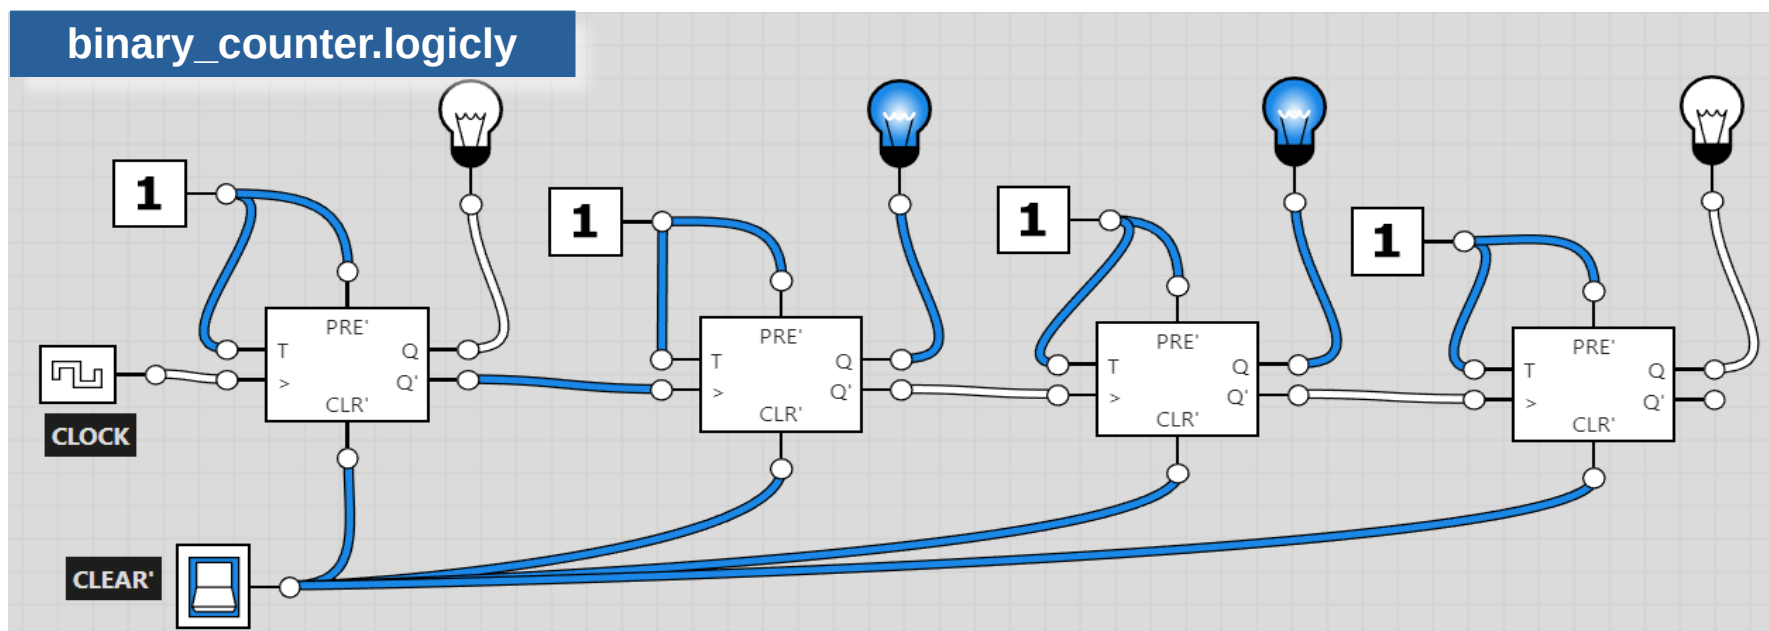 binary_counter.logicly
1
1
1
1
PRE'
T
Q
>
Q'
CLR'
PRE'
T
Q
>
Q'
CLR'
PRE'
T
Q
>
Q'
CLR'
PRE'
T
Q
>
Q'
CLR'
CLOCK
CLEAR'